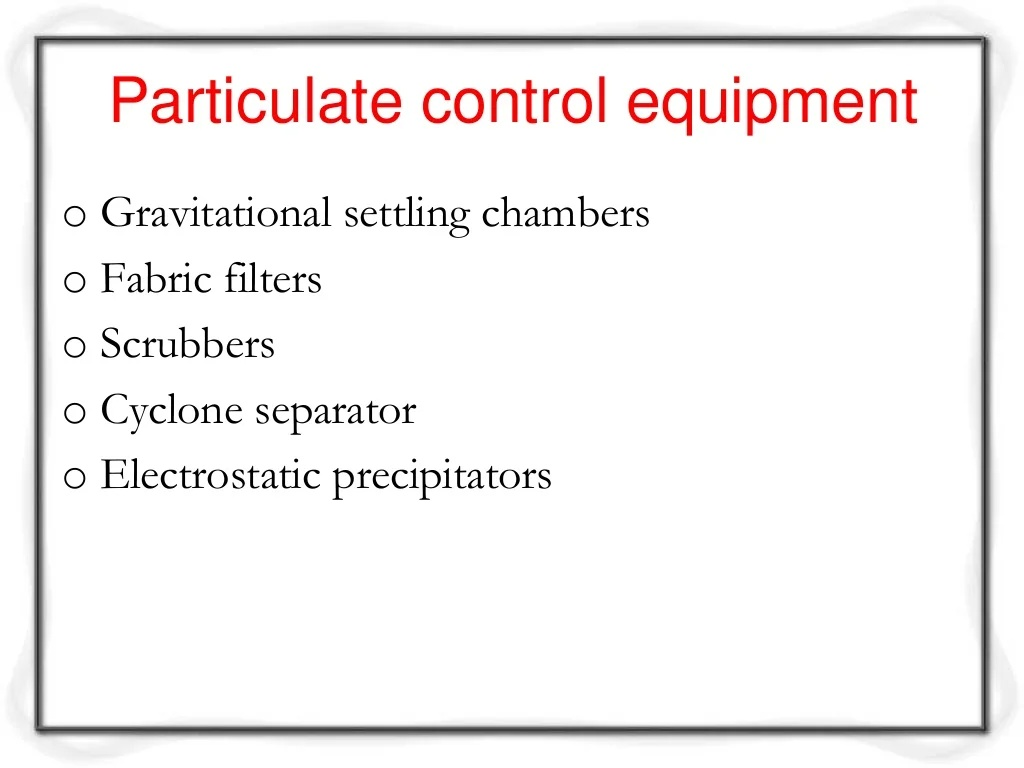 Particulate control equipment
o Gravitational settling chambers
o Fabric filters
o Scrubbers
o Cyclone separator
o Electrostatic precipitators